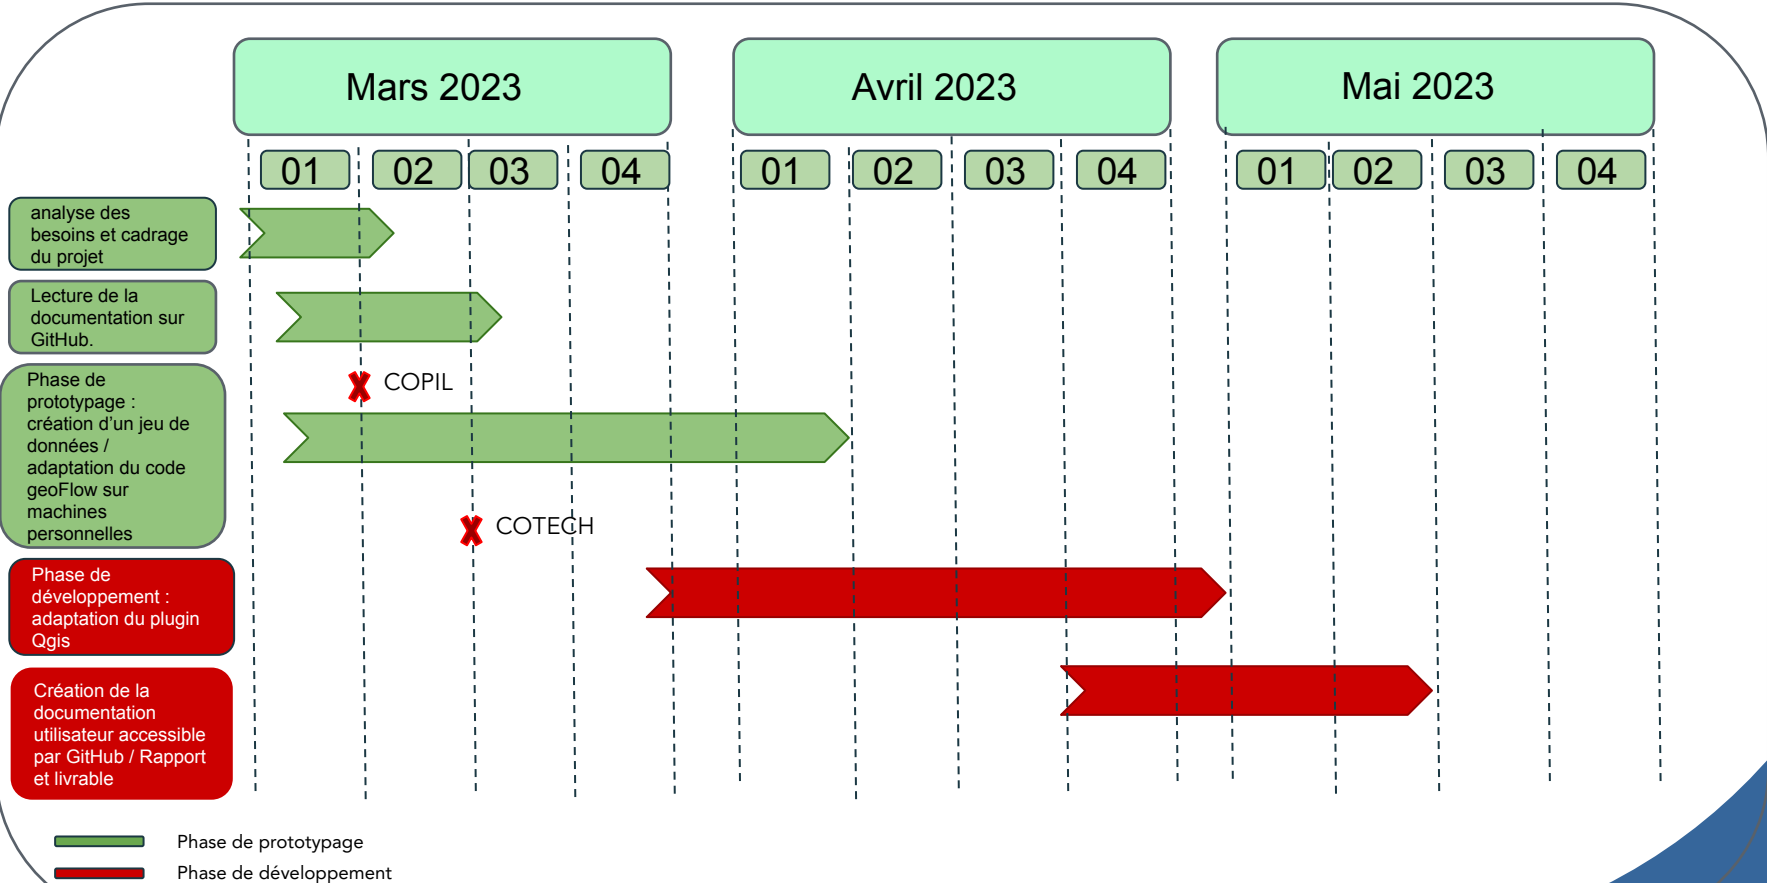 Mars 2023
Avril 2023
Mai 2023
01 02 03 04 01 02 03 04 01 02 03 04
analyse des
besoins et cadrage
du projet
Lecture de la
documentation sur
GitHub.
COPIL
Phase de
prototypage :
création d'un jeu de
données /
adaptation du code
geoFlow sur
machines
personnelles
COTECH
Phase de
développement :
adaptation du plugin
Qgis
Création de la
documentation
utilisateur accessible
par GitHub / Rapport
et livrable
Phase de prototypage
Phase de développement